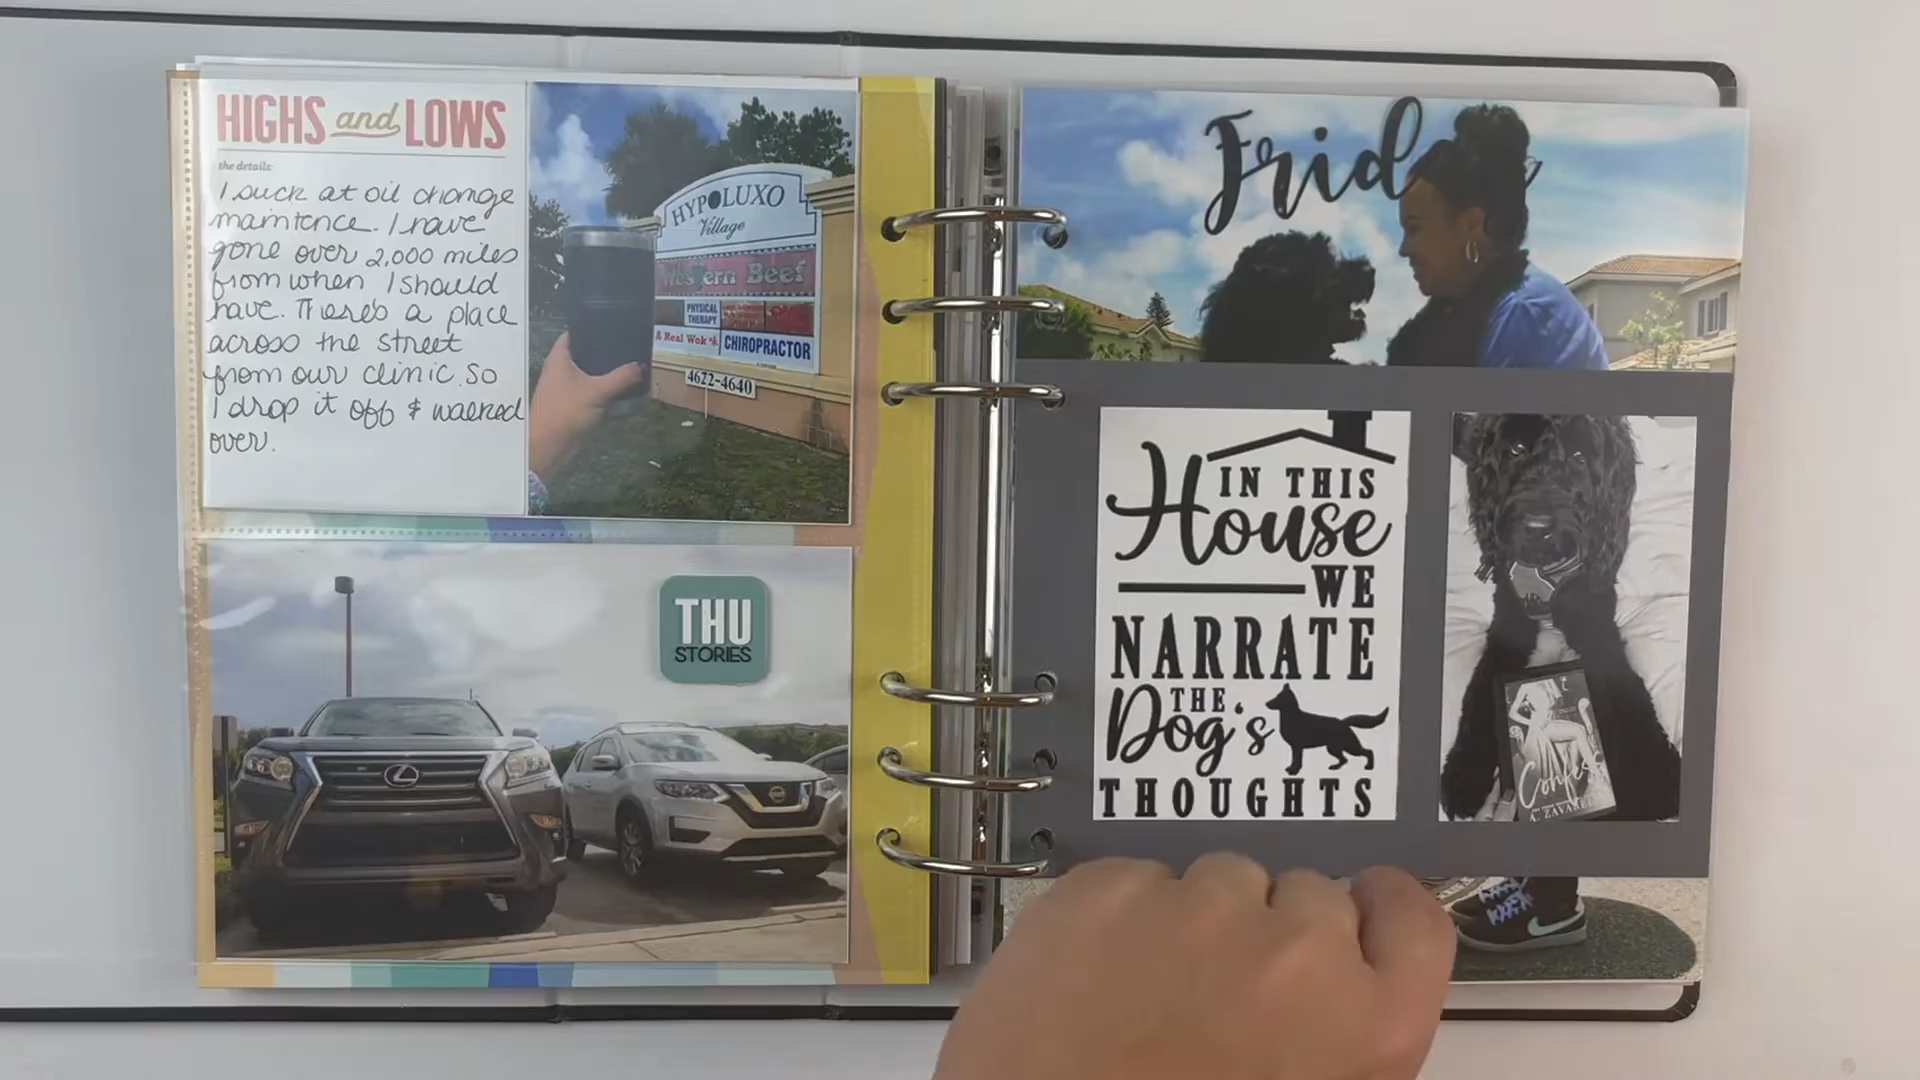 HIGHS and LOWS
the details:
I suck at oil change
maintence. I have
gone over 2,000 miles
from when I should
have. There's a place
across the street
from our clinic. So
I drop it off & walked
over.
HYPOLUXO
Village
Western Beef
PHYSICAL
THERAPY
& Real Wok
CHIROPRACTOR
4622-4640
THU
STORIES
Frid
IN THIS
House
WE
NARRATE
THE
Dog's
THOUGHTS
Confess
A. ZAVARELLI